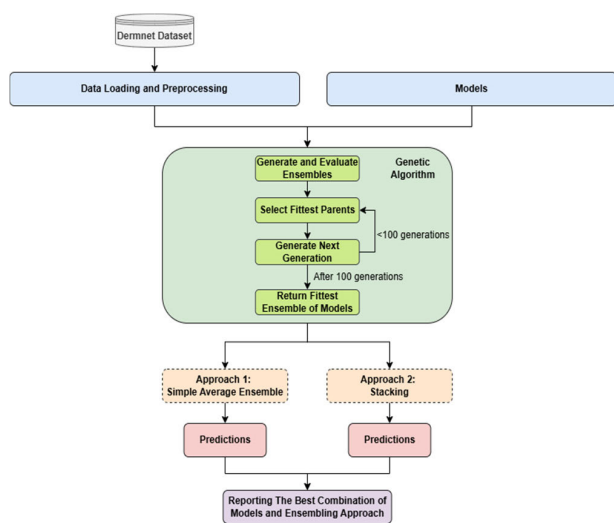 Dermnet Dataset
Data Loading and Preprocessing
Models
Generate and Evaluate
Ensembles
Genetic
Algorithm
Select Fittest Parents
<100 generations
Generate Next
Generation
After 100 generations
Return Fittest
Ensemble of Models
Approach 1:
Simple Average Ensemble
Approach 2:
Stacking
Predictions
Predictions
Reporting The Best Combination of
Models and Ensembling Approach